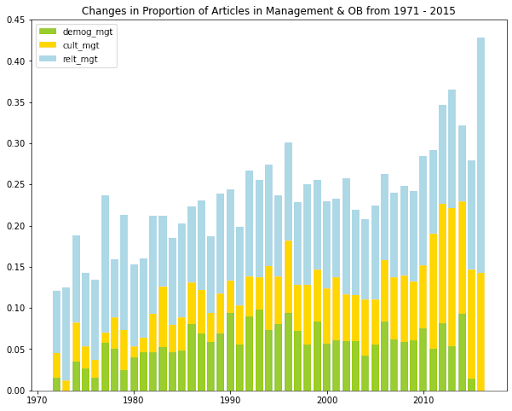 Changes in Proportion of Articles in Management & OB from 1971 - 2015
0.45
demog_mgt
cult_mgt
relt_mgt
0.40
0.35
0.30
0.25
0.20
0.15
0.10
0.05
0.00
1970 1980 1990 2000 2010